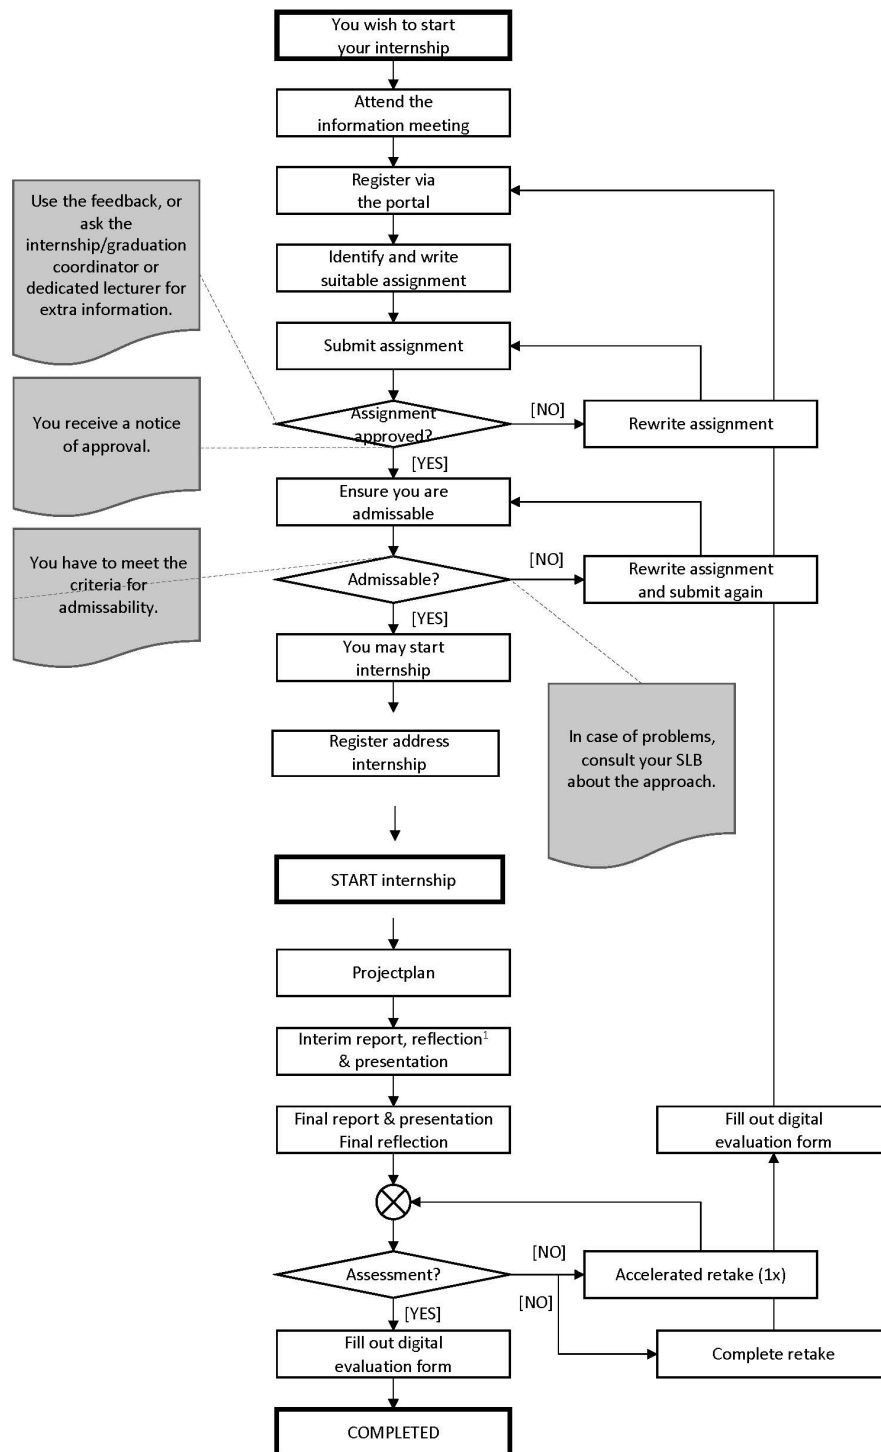 You wish to start
your internship
Attend the
information meeting
Register via
the portal
Use the feedback, or
ask the
internship/graduation
coordinator or
dedicated lecturer for
extra information.
Identify and write
suitable assignment
Submit assignment
Assignment
approved?
[NO]
Rewrite assignment
You receive a notice
of approval.
[YES]
Ensure you are
admissable
You have to meet the
criteria for
admissability.
Admissable?
[NO]
Rewrite assignment
and submit again
[YES]
You may start
internship
In case of problems,
consult your SLB
about the approach.
Register address
internship
START internship
Projectplan
Interim report, reflection¹
& presentation
Final report & presentation
Final reflection
Fill out digital
evaluation form
Assessment?
[NO]
Accelerated retake (1x)
[NO]
[YES]
Fill out digital
evaluation form
Complete retake
COMPLETED